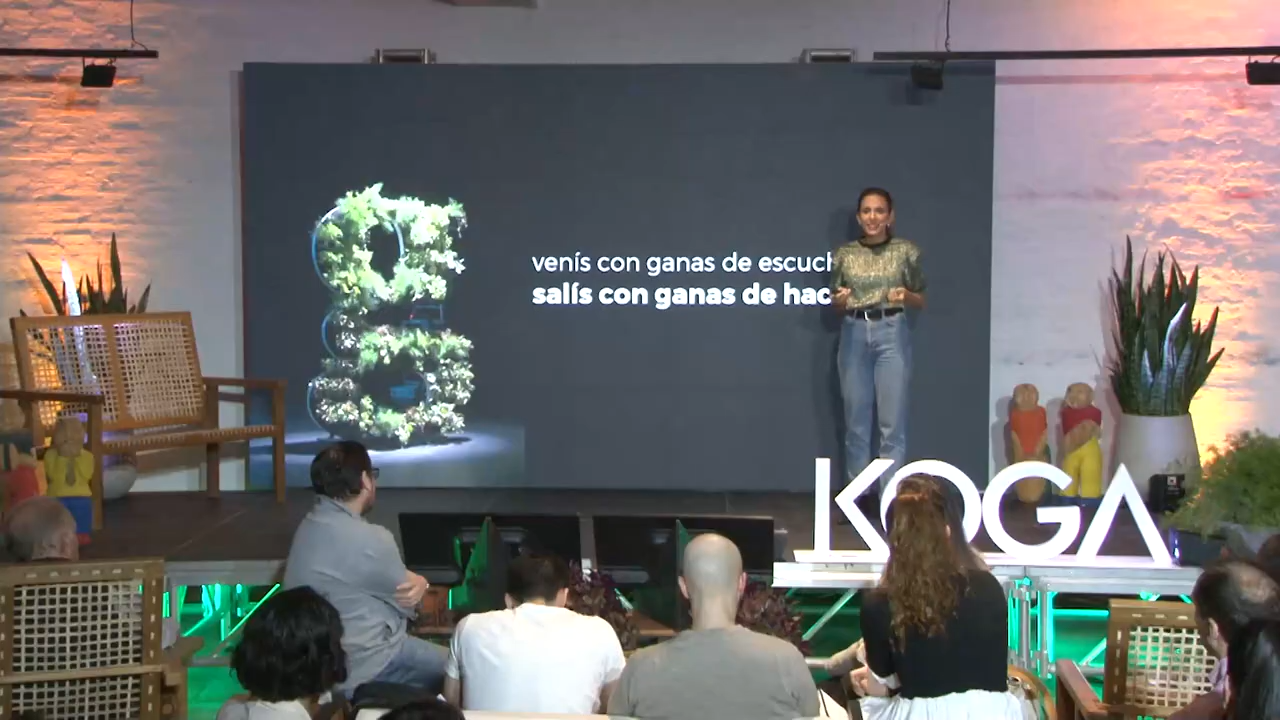 venís con ganas de escuch
salís con ganas de hac
KOGA